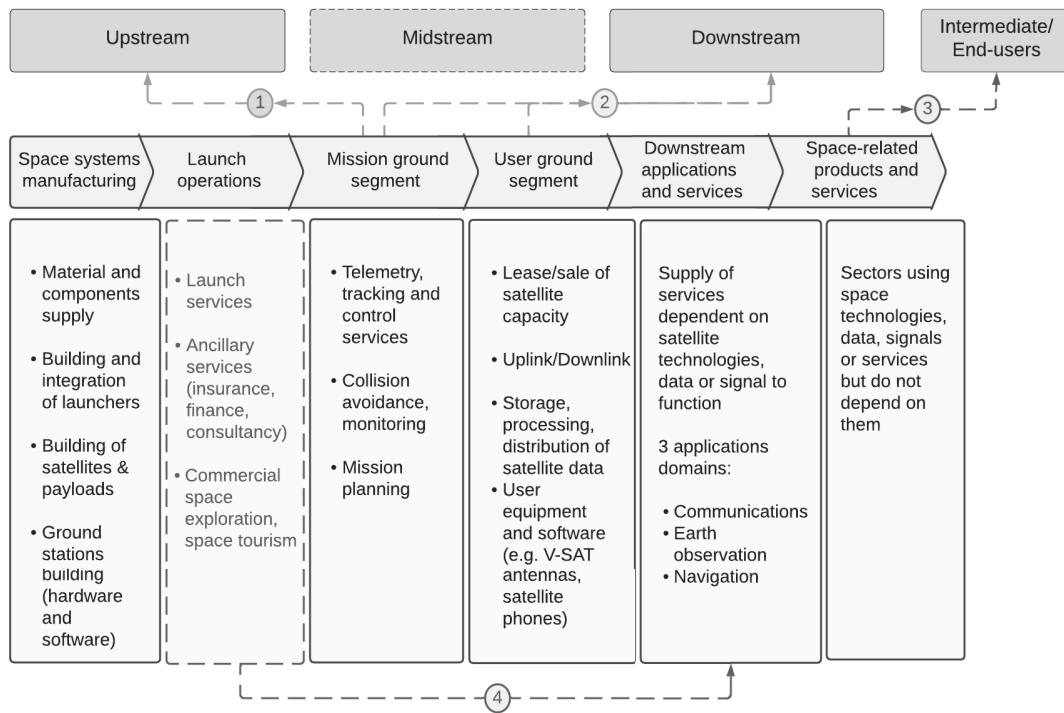 Upstream
Midstream
Downstream
Intermediate/
End-users
1
2
3
Space systems
manufacturing
Launch
operations
Mission ground
segment
User ground
segment
Downstream
applications
and services
Space-related
products and
services
• Material and
components
supply
• Building and
integration
of launchers
• Building of
satellites &
payloads
• Ground
stations
building
(hardware
and
software)
• Launch
services
• Ancillary
services
(insurance,
finance,
consultancy)
• Commercial
space
exploration,
space tourism
• Telemetry,
tracking and
control
services
• Collision
avoidance,
monitoring
• Mission
planning
• Lease/sale of
satellite
capacity
• Uplink/Downlink
• Storage,
processing,
distribution of
satellite data
• User
equipment
and software
(e.g. V-SAT
antennas,
satellite
phones)
Supply of
services
dependent on
satellite
technologies,
data or signal to
function
3 applications
domains:
• Communications
• Earth
observation
• Navigation
Sectors using
space
technologies,
data, signals
or services
but do not
depend on
them
4